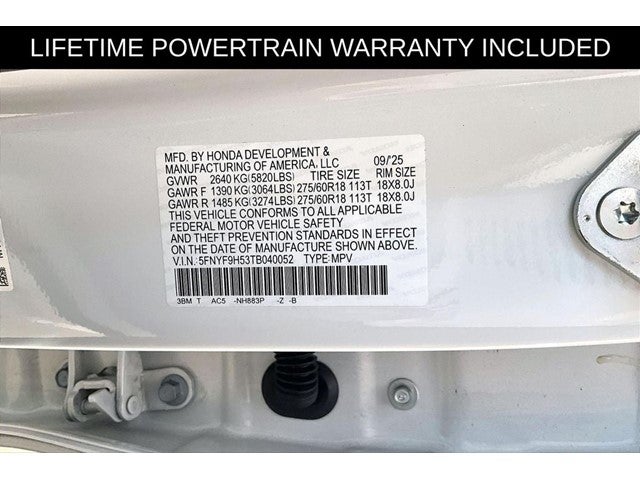 LIFETIME POWERTRAIN WARRANTY INCLUDED
MFD. BY HONDA DEVELOPMENT &
MANUFACTURING OF AMERICA, LLC 09/'25
GVWR 2640 KG(5820LBS) TIRE SIZE RIM SIZE
GAWR F 1390 KG(3064LBS) 275/60R18 113T 18X8.0J
GAWR R 1485 KG(3274LBS) 275/60R18 113T 18X8.0J
THIS VEHICLE CONFORMS TO ALL APPLICABLE
FEDERAL MOTOR VEHICLE SAFETY
AND THEFT PREVENTION STANDARDS IN EFFECT
ON THE DATE OF MANUFACTURE SHOWN ABOVE.
V.I.N. 5FNYF9H53TB040052 TYPE:MPV
3BM T AC5 -NH883P -Z -B